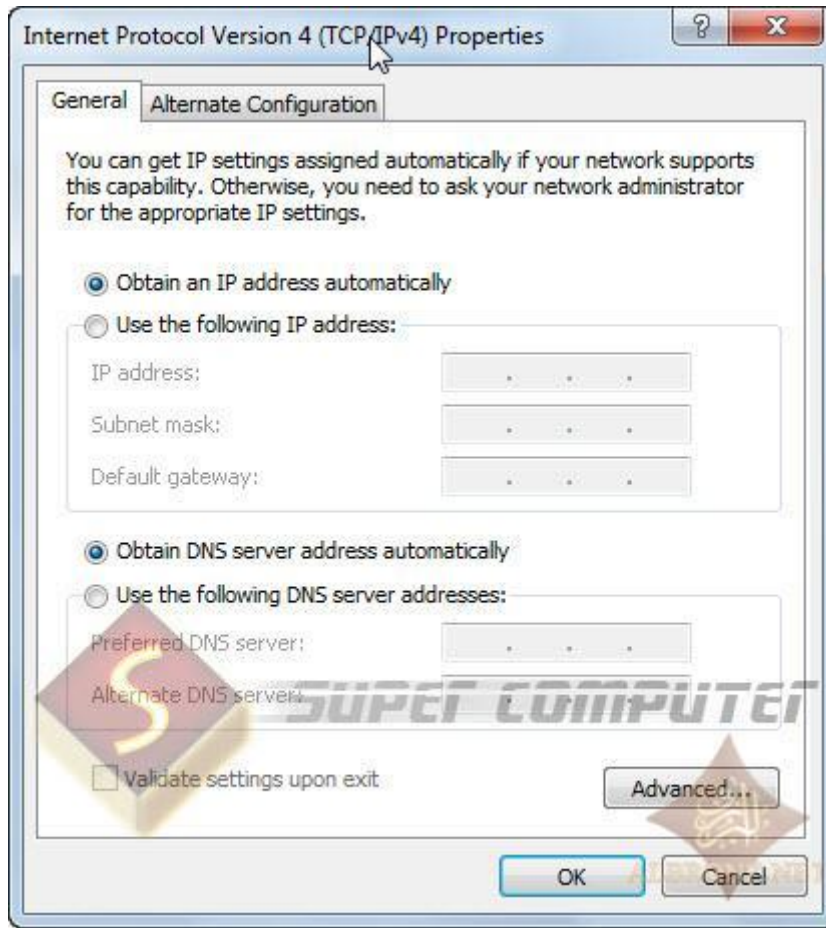 Internet Protocol Version 4 (TCP/IPv4) Properties
General
Alternate Configuration
You can get IP settings assigned automatically if your network supports
this capability. Otherwise, you need to ask your network administrator
for the appropriate IP settings.
Obtain an IP address automatically
Use the following IP address:
IP address:
Subnet mask:
Default gateway:
Obtain DNS server address automatically
Use the following DNS server addresses:
Preferred DNS server:
Alternate DNS server:
SUPER COMPUTER
Validate settings upon exit
Advanced...
OK
Cancel